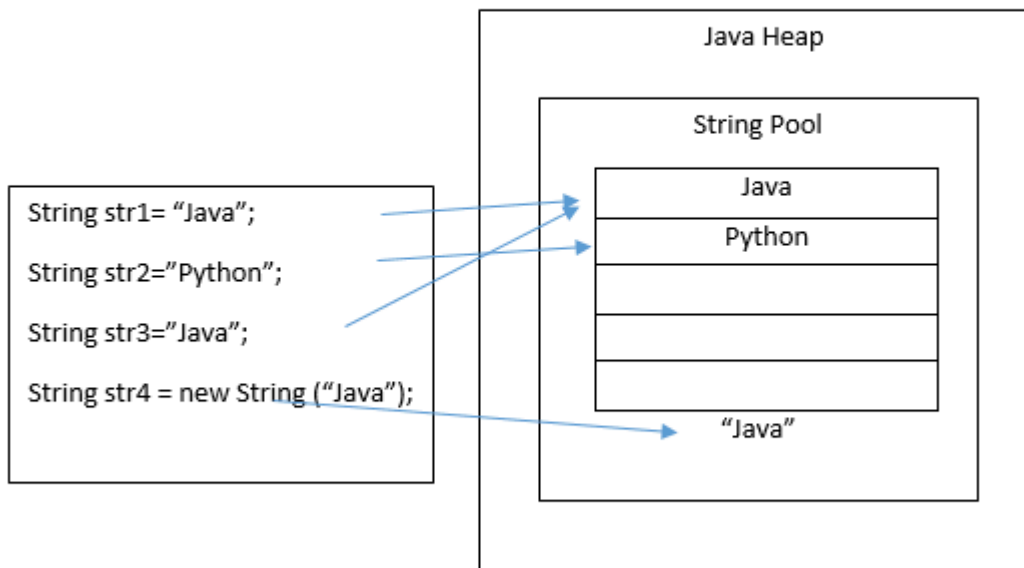 Java Heap
String Pool
Java
Python
“Java”
String str1= “Java”;
String str2=”Python”;
String str3=”Java”;
String str4 = new String (“Java”);